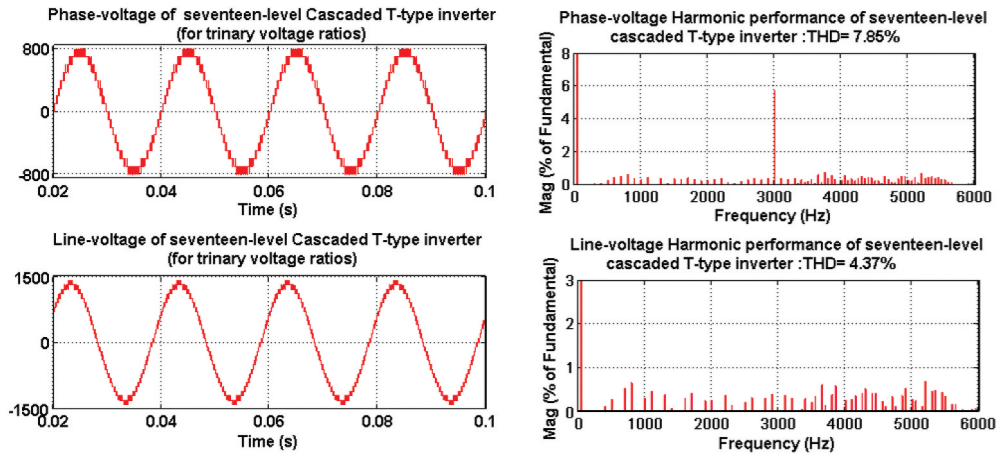 Phase-voltage of seventeen-level Cascaded T-type inverter
(for trinary voltage ratios)
800
0
-800
0.02
0.04
0.06
0.08
0.1
Time (s)
Phase-voltage Harmonic performance of seventeen-level
cascaded T-type inverter :THD= 7.85%
Mag (% of Fundamental)
8
6
4
2
0
0
1000
2000
3000
4000
5000
6000
Frequency (Hz)
Line-voltage of seventeen-level Cascaded T-type inverter
(for trinary voltage ratios)
1500
0
-1500
0.02
0.04
0.06
0.08
0.1
Time (s)
Line-voltage Harmonic performance of seventeen-level
cascaded T-type inverter :THD= 4.37%
Mag (% of Fundamental)
3
2
1
0
0
1000
2000
3000
4000
5000
6000
Frequency (Hz)